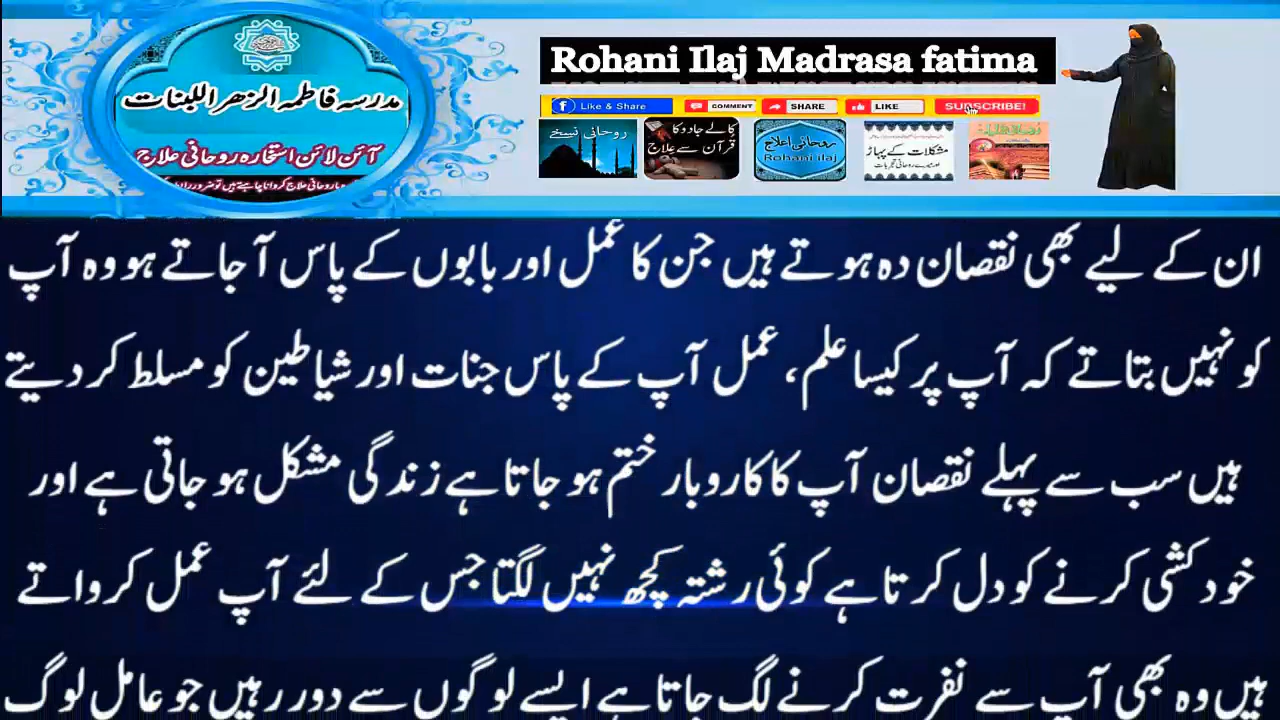 مدرسہ فاطمہ الزھرا للبنات
آئن لائن استخارہ روحانی علاج
Rohani Ilaj Madrasa fatima
Like & Share
COMMENT
SHARE
LIKE
SUBSCRIBE!
روحانی نسخے
کالے جادو کا
قرآن سے علاج
روحانی علاج
Rohani Ilaj
مشکلات کے پہاڑ
ان کے لیے بھی نقصان دہ ہوتے ہیں جن کا عمل اور بابوں کے پاس آ جاتے ہو وہ آپ
کو نہیں بتاتے کہ آپ پر کیسا علم، عمل آپ کے پاس جنات اور شیاطین کو مسلط کر دیتے
ہیں سب سے پہلے نقصان آپ کا کاروبار ختم ہو جاتا ہے زندگی مشکل ہو جاتی ہے اور
خود کشی کرنے کو دل کرتا ہے کوئی رشتہ کچھ نہیں لگتا جس کے لئے آپ عمل کرواتے
ہیں وہ بھی آپ سے نفرت کرنے لگ جاتا ہے ایسے لوگوں سے دور رہیں جو عامل لوگ